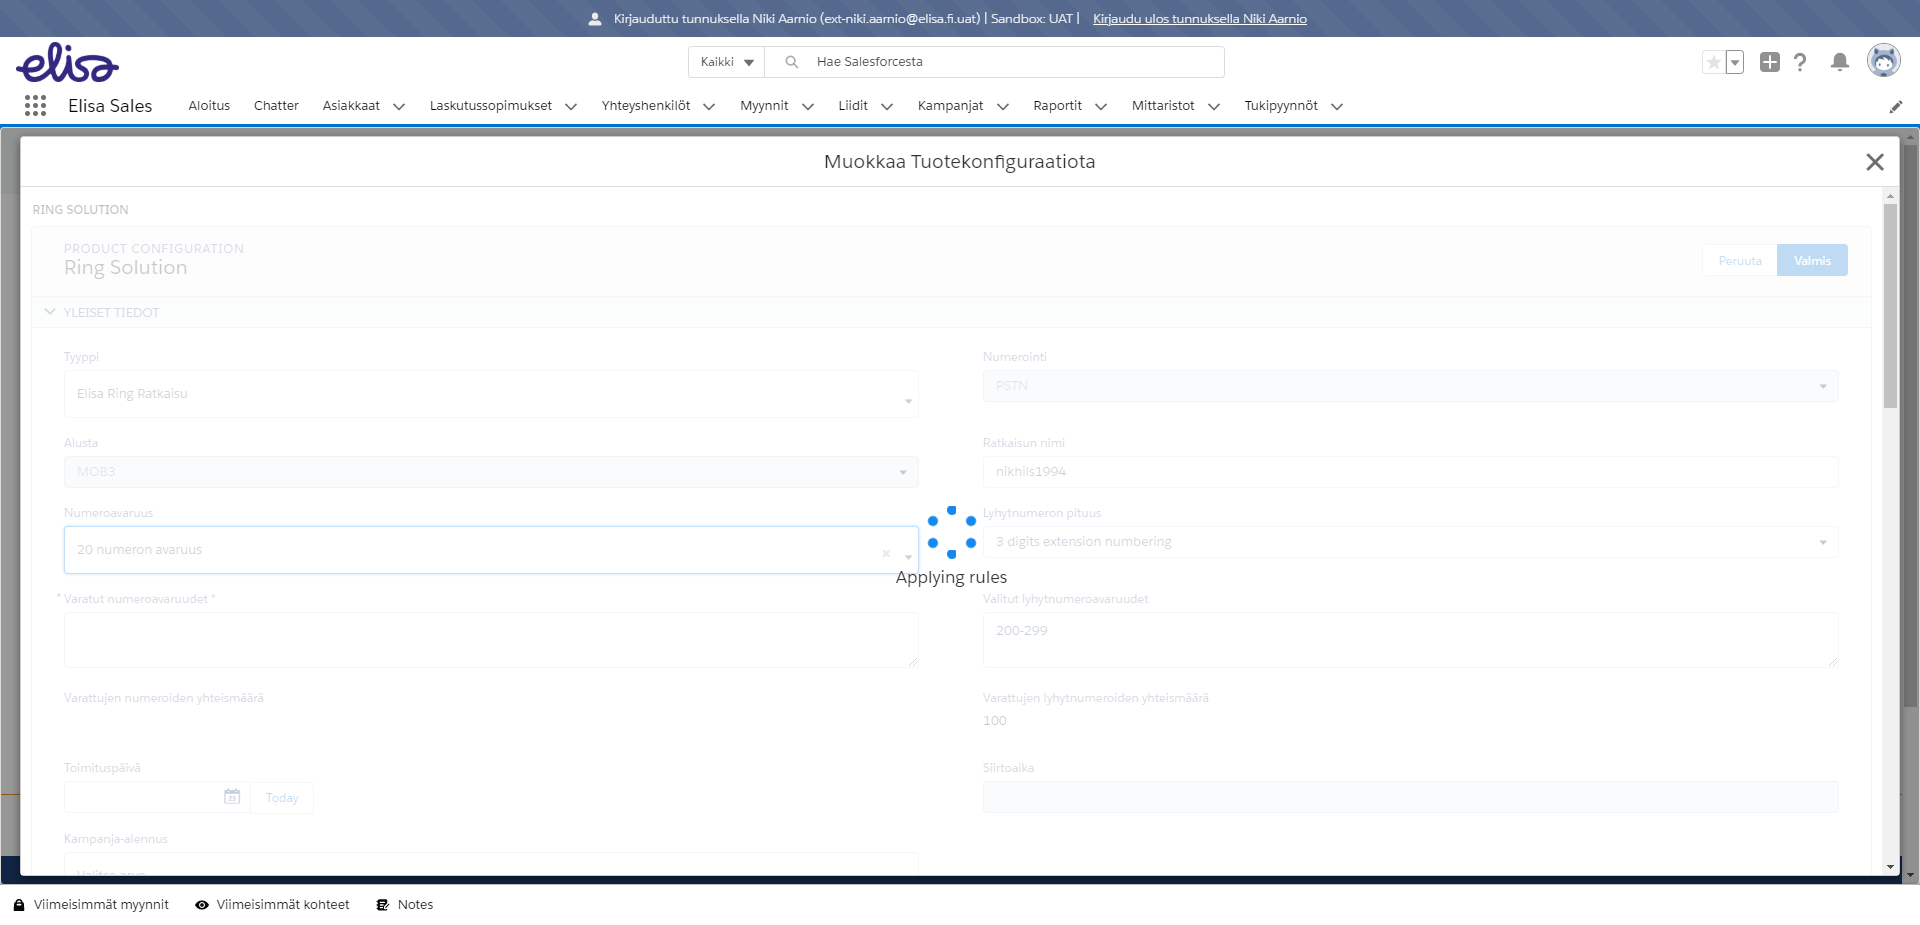 Kirjauduttu tunnuksella Niki Aarnio (ext-niki.aarnio@elisa.fi.uat) | Sandbox: UAT | Kirjaudu ulos tunnuksella Niki Aarnio
elisa
Kaikki Hae Salesforcesta
Elisa Sales Aloitus Chatter Asiakkaat Laskutussopimukset Yhteyshenkilöt Myynnit Liidit Kampanjat Raportit Mittaristot Tukipyynnöt
Muokkaa Tuotekonfiguraatiota
RING SOLUTION
PRODUCT CONFIGURATION
Ring Solution
Peruuta Valmis
YLEISET TIEDOT
Tyyppi Numerointi
Elisa Ring Ratkaisu PSTN
Alusta Ratkaisun nimi
MOB3 nikhils1994
Numeroavaruus Lyhytnumeron pituus
20 numeron avaruus 3 digits extension numbering
Applying rules
* Varatut numeroavaruudet * Valitut lyhytnumeroavaruudet
200-299
Varattujen numeroiden yhteismäärä Varattujen lyhytnumeroiden yhteismäärä
100
Toimituspäivä Siirtoaika
23 Today
Kampanja-alennus
Valitse arvo
Viimeisimmät myynnit Viimeisimmät kohteet Notes